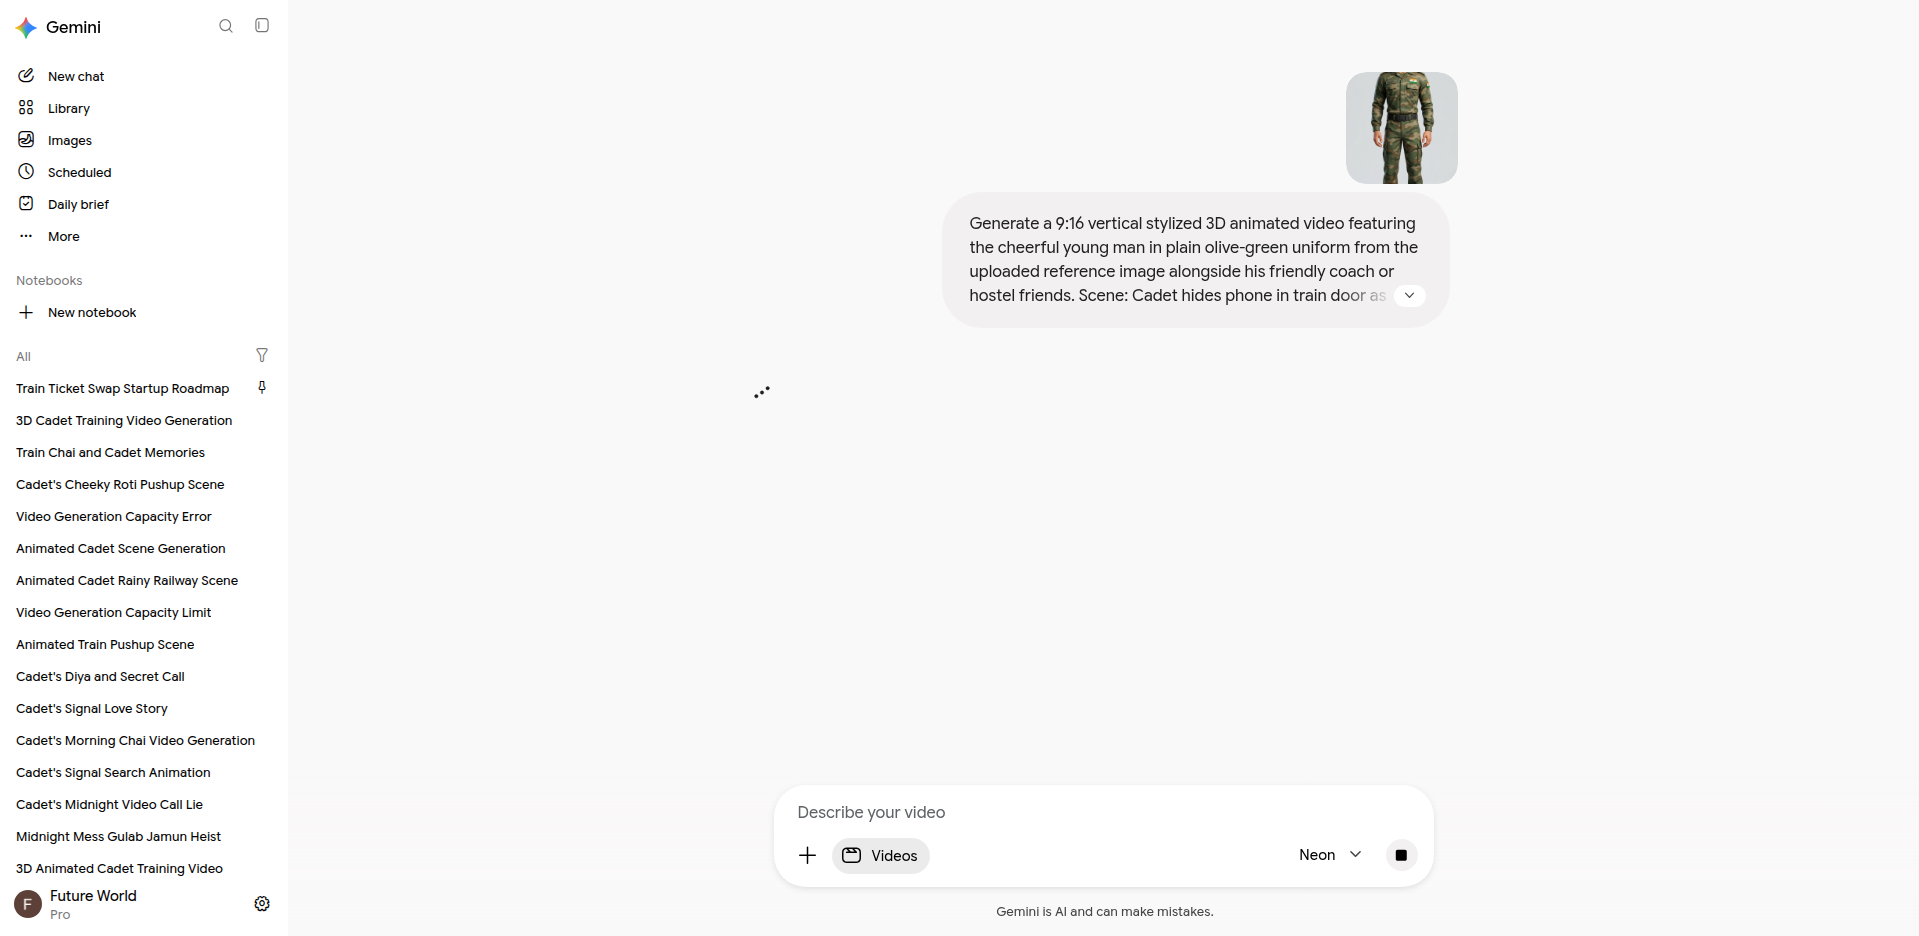 Gemini
New chat
Library
Images
Scheduled
Daily brief
More
Notebooks
New notebook
All
Train Ticket Swap Startup Roadmap
3D Cadet Training Video Generation
Train Chai and Cadet Memories
Cadet's Cheeky Roti Pushup Scene
Video Generation Capacity Error
Animated Cadet Scene Generation
Animated Cadet Rainy Railway Scene
Video Generation Capacity Limit
Animated Train Pushup Scene
Cadet's Diya and Secret Call
Cadet's Signal Love Story
Cadet's Morning Chai Video Generation
Cadet's Signal Search Animation
Cadet's Midnight Video Call Lie
Midnight Mess Gulab Jamun Heist
3D Animated Cadet Training Video
F
Future World
Pro
Generate a 9:16 vertical stylized 3D animated video featuring
the cheerful young man in plain olive-green uniform from the
uploaded reference image alongside his friendly coach or
hostel friends. Scene: Cadet hides phone in train door as
Describe your video
Videos
Neon
Gemini is AI and can make mistakes.